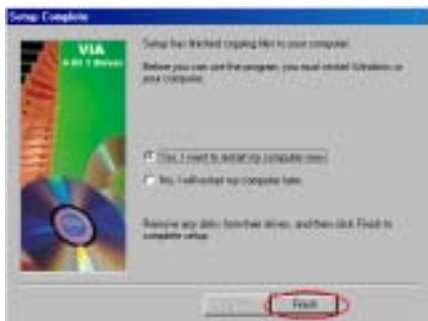 Setup Complete
VIA
4 in 1 Driver
Setup has finished copying files to your computer.
Before you can use the program, you must restart Windows or
your computer.
Yes, I want to restart my computer now.
No, I will restart my computer later.
Remove any disks from their drives, and then click Finish to
complete setup.
Finish